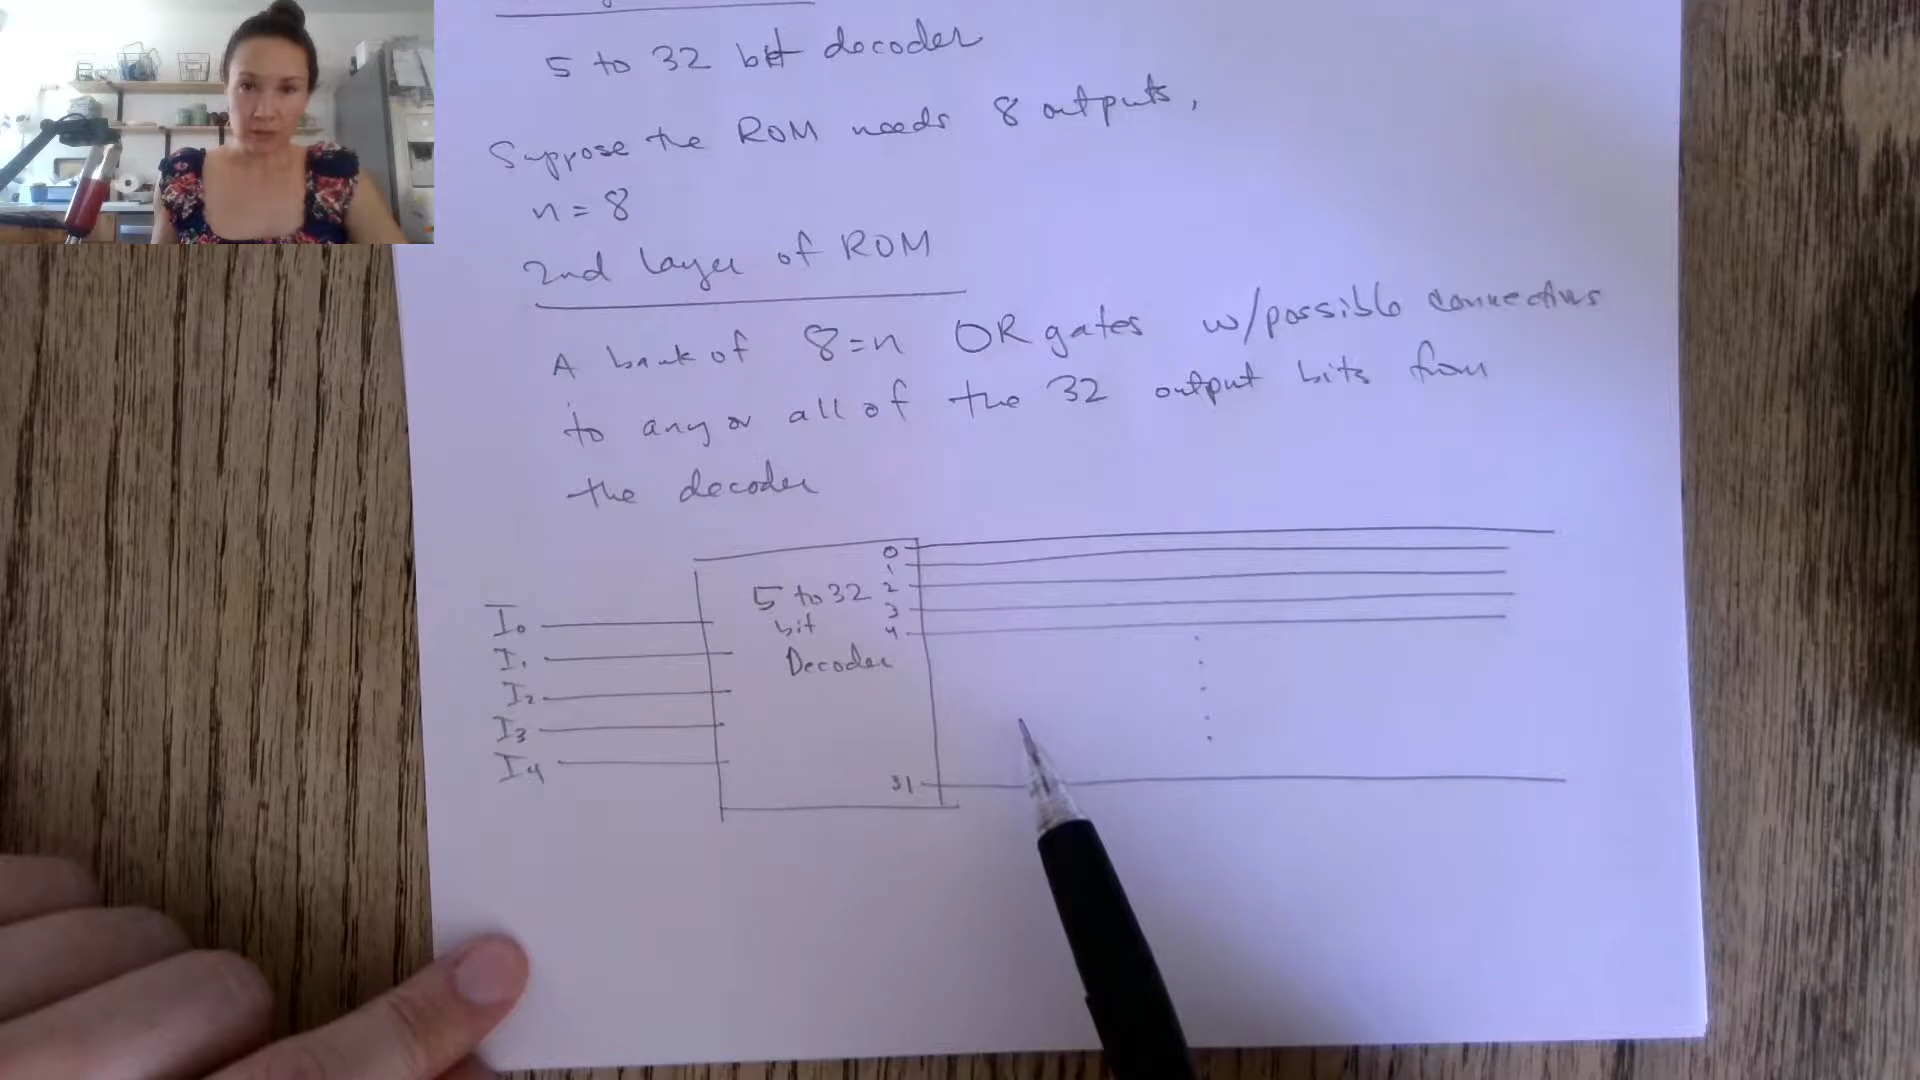 5 to 32 bit decoder
Suppose the ROM needs 8 outputs,
n = 8
2nd layer of ROM
A bank of 8=n OR gates w/possible connections
to any or all of the 32 output bits from
the decoder
I0
I1
I2
I3
I4
5 to 32
bit
Decoder
0
1
2
3
4
31